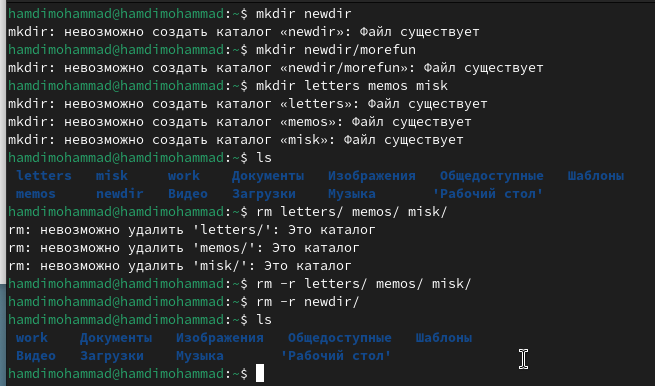 hamdimohammad@hamdimohammad:~$ mkdir newdir
mkdir: невозможно создать каталог «newdir»: Файл существует
hamdimohammad@hamdimohammad:~$ mkdir newdir/morefun
mkdir: невозможно создать каталог «newdir/morefun»: Файл существует
hamdimohammad@hamdimohammad:~$ mkdir letters memos misk
mkdir: невозможно создать каталог «letters»: Файл существует
mkdir: невозможно создать каталог «memos»: Файл существует
mkdir: невозможно создать каталог «misk»: Файл существует
hamdimohammad@hamdimohammad:~$ ls
letters misk work Документы Изображения Общедоступные Шаблоны
memos newdir Видео Загрузки Музыка 'Рабочий стол'
hamdimohammad@hamdimohammad:~$ rm letters/ memos/ misk/
rm: невозможно удалить 'letters/': Это каталог
rm: невозможно удалить 'memos/': Это каталог
rm: невозможно удалить 'misk/': Это каталог
hamdimohammad@hamdimohammad:~$ rm -r letters/ memos/ misk/
hamdimohammad@hamdimohammad:~$ rm -r newdir/
hamdimohammad@hamdimohammad:~$ ls
work Документы Изображения Общедоступные Шаблоны
Видео Загрузки Музыка 'Рабочий стол'
hamdimohammad@hamdimohammad:~$